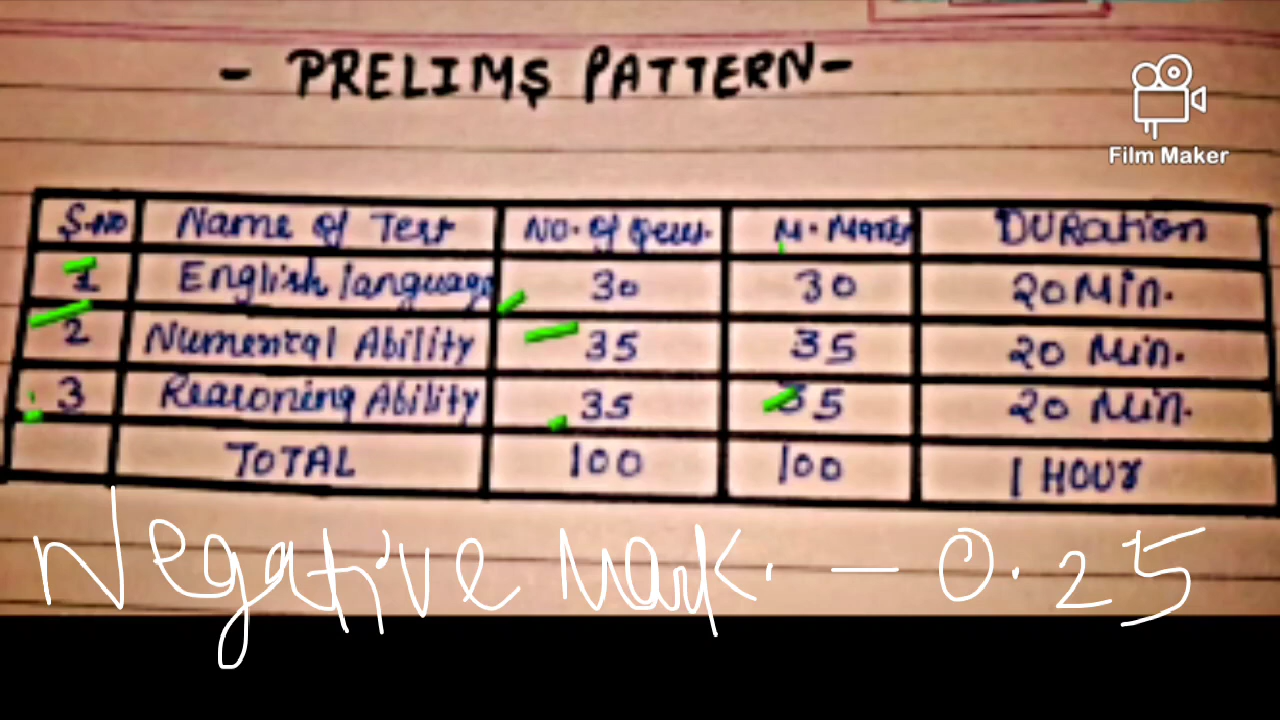 - PRELIMS PATTERN -
Film Maker
S.NO Name of Test NO. of Ques. M. Marks DURation
1 English language 30 30 20 Min.
2 Numerical Ability 35 35 20 Min.
3 Reasoning Ability 35 35 20 Min.
TOTAL 100 100 1 HOUR
Negative Mark. - 0.25